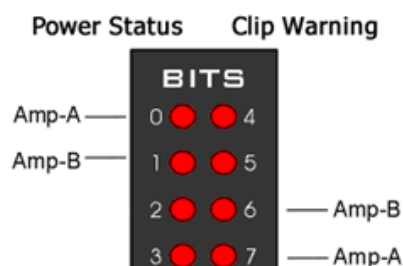 Power Status Clip Warning
BITS
Amp-A 0 4
Amp-B 1 5
2 6 Amp-B
3 7 Amp-A